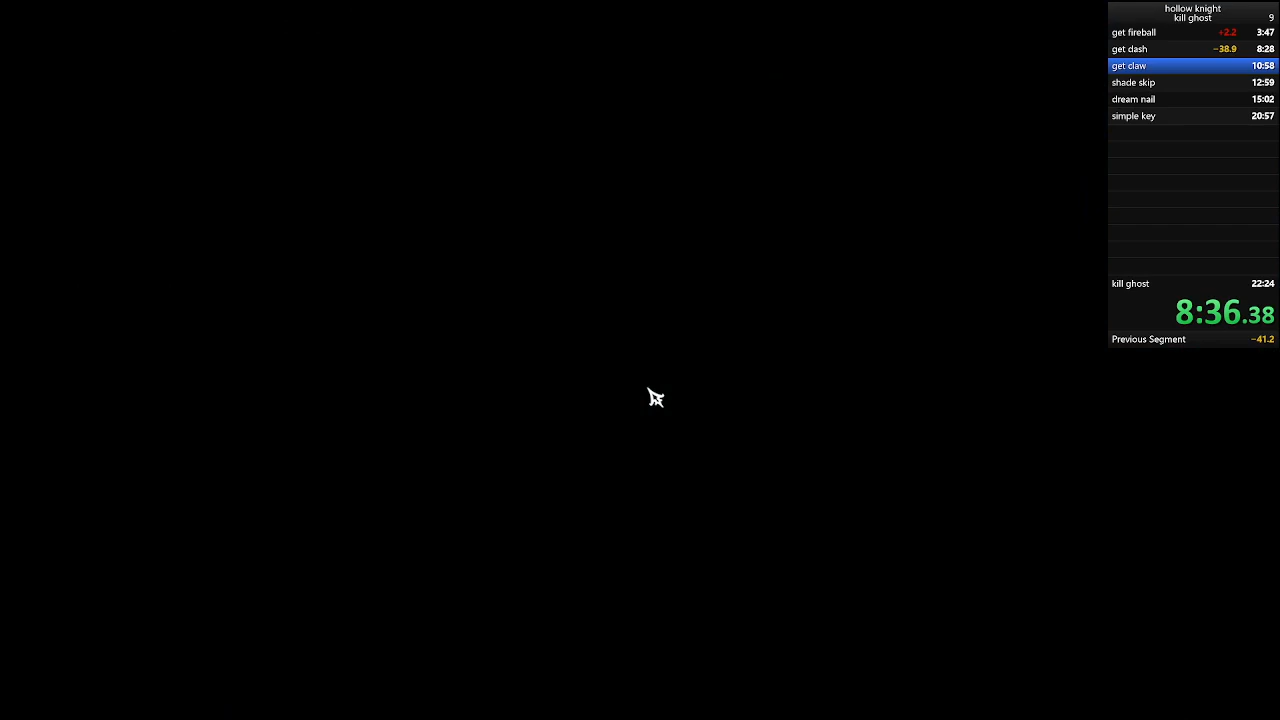 hollow knight
kill ghost 9
get fireball +2.2 3:47
get dash −38.9 8:28
get claw 10:58
shade skip 12:59
dream nail 15:02
simple key 20:57
kill ghost 22:24
8:36.38
Previous Segment −41.2